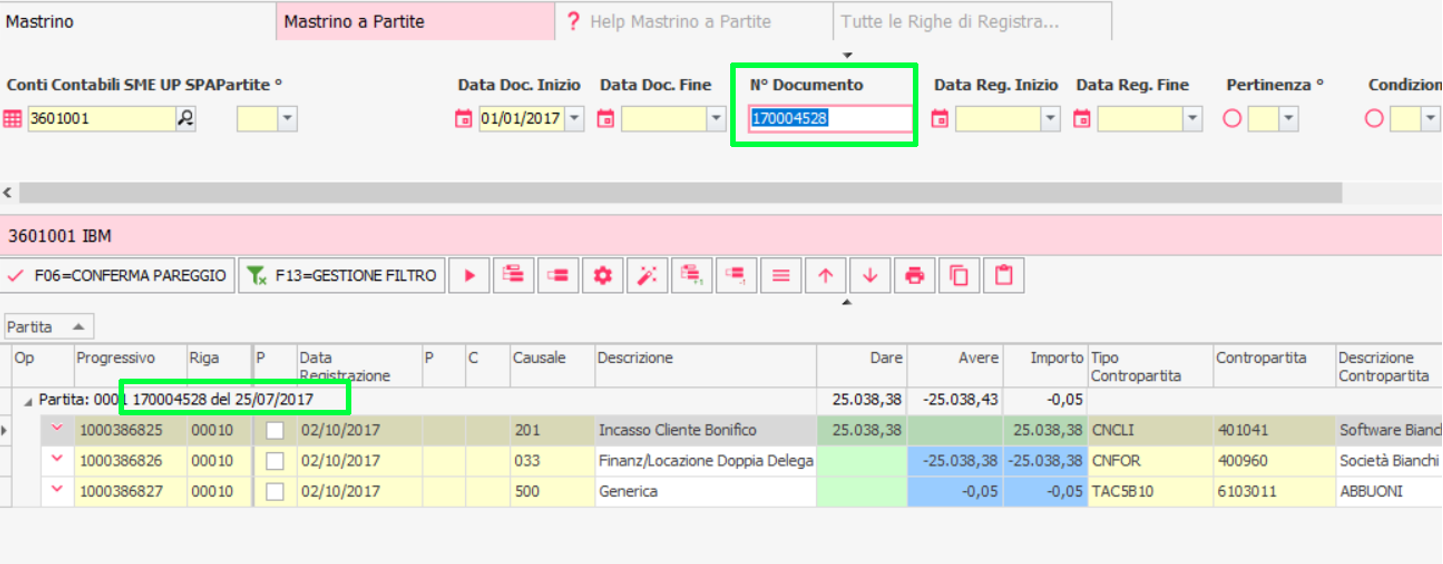 Mastrino Mastrino a Partite ? Help Mastrino a Partite Tutte le Righe di Registra...
Conti Contabili SME UP SPAPartite ° Data Doc. Inizio Data Doc. Fine N° Documento Data Reg. Inizio Data Reg. Fine Pertinenza ° Condizion
3601001 01/01/2017 170004528
3601001 IBM
F06=CONFERMA PAREGGIO F13=GESTIONE FILTRO
Partita
Op Progressivo Riga P Data Registrazione P C Causale Descrizione Dare Avere Importo Tipo Contropartita Contropartita Descrizione Contropartita
Partita: 0001 170004528 del 25/07/2017 25.038,38 -25.038,43 -0,05
1000386825 00010 02/10/2017 201 Incasso Cliente Bonifico 25.038,38 25.038,38 CNCLI 401041 Software Bianch
1000386826 00010 02/10/2017 033 Finanz/Locazione Doppia Delega -25.038,38 -25.038,38 CNFOR 400960 Società Bianchi
1000386827 00010 02/10/2017 500 Generica -0,05 -0,05 TAC5B10 6103011 ABBUONI